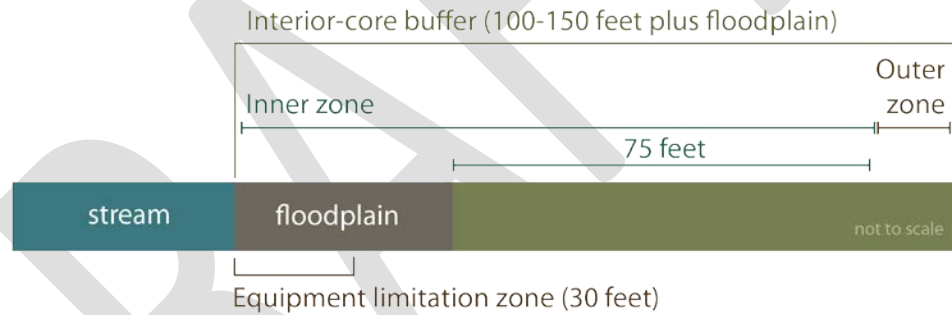 Interior-core buffer (100-150 feet plus floodplain)
Outer
zone
Inner zone
75 feet
stream
floodplain
not to scale
Equipment limitation zone (30 feet)